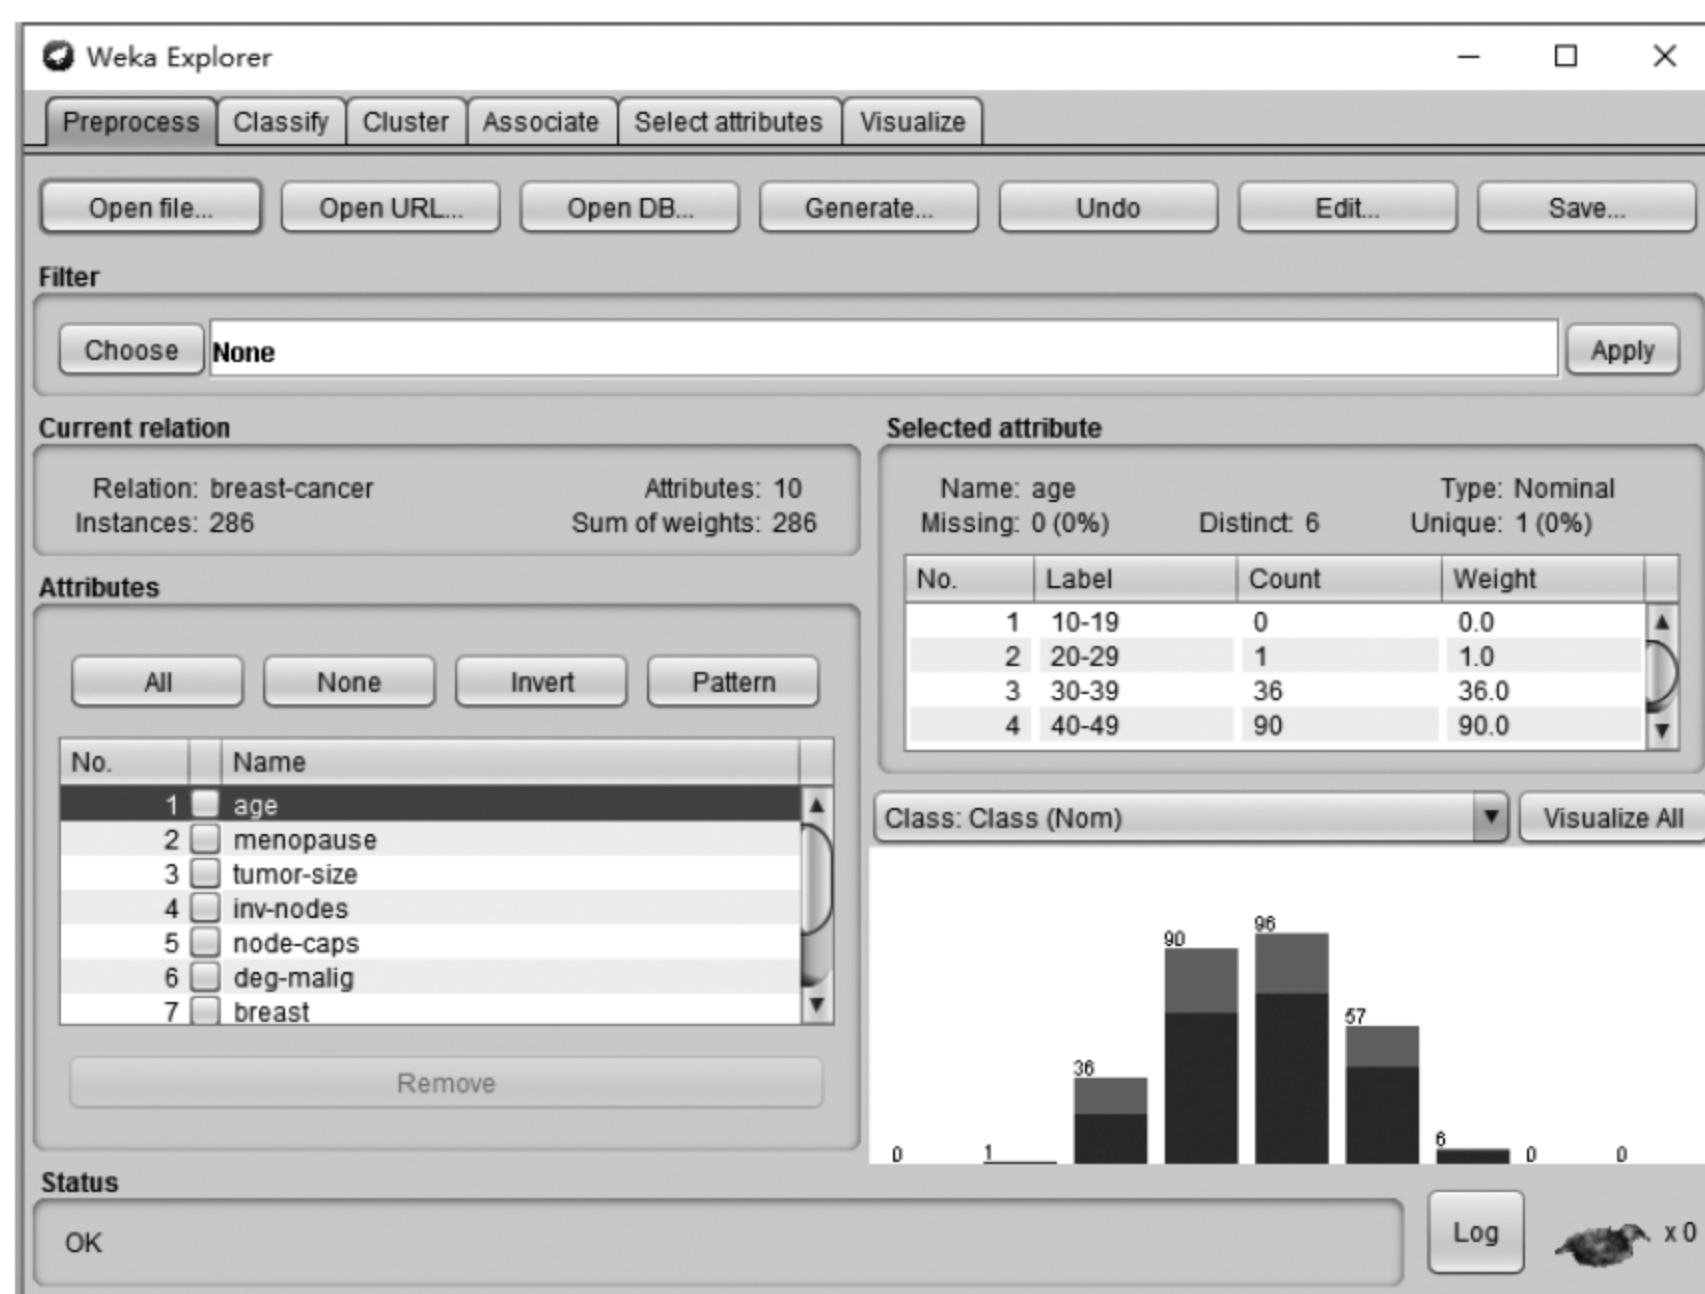 Weka Explorer
Preprocess Classify Cluster Associate Select attributes Visualize
Open file... Open URL... Open DB... Generate... Undo Edit... Save...
Filter
Choose None Apply
Current relation
Relation: breast-cancer Attributes: 10
Instances: 286 Sum of weights: 286
Attributes
All None Invert Pattern
No. Name
1 age
2 menopause
3 tumor-size
4 inv-nodes
5 node-caps
6 deg-malig
7 breast
Remove
Selected attribute
Name: age Type: Nominal
Missing: 0 (0%) Distinct: 6 Unique: 1 (0%)
No. Label Count Weight
1 10-19 0 0.0
2 20-29 1 1.0
3 30-39 36 36.0
4 40-49 90 90.0
Class: Class (Nom) Visualize All
0 1 36 90 96 57 6 0 0
Status
OK Log x 0